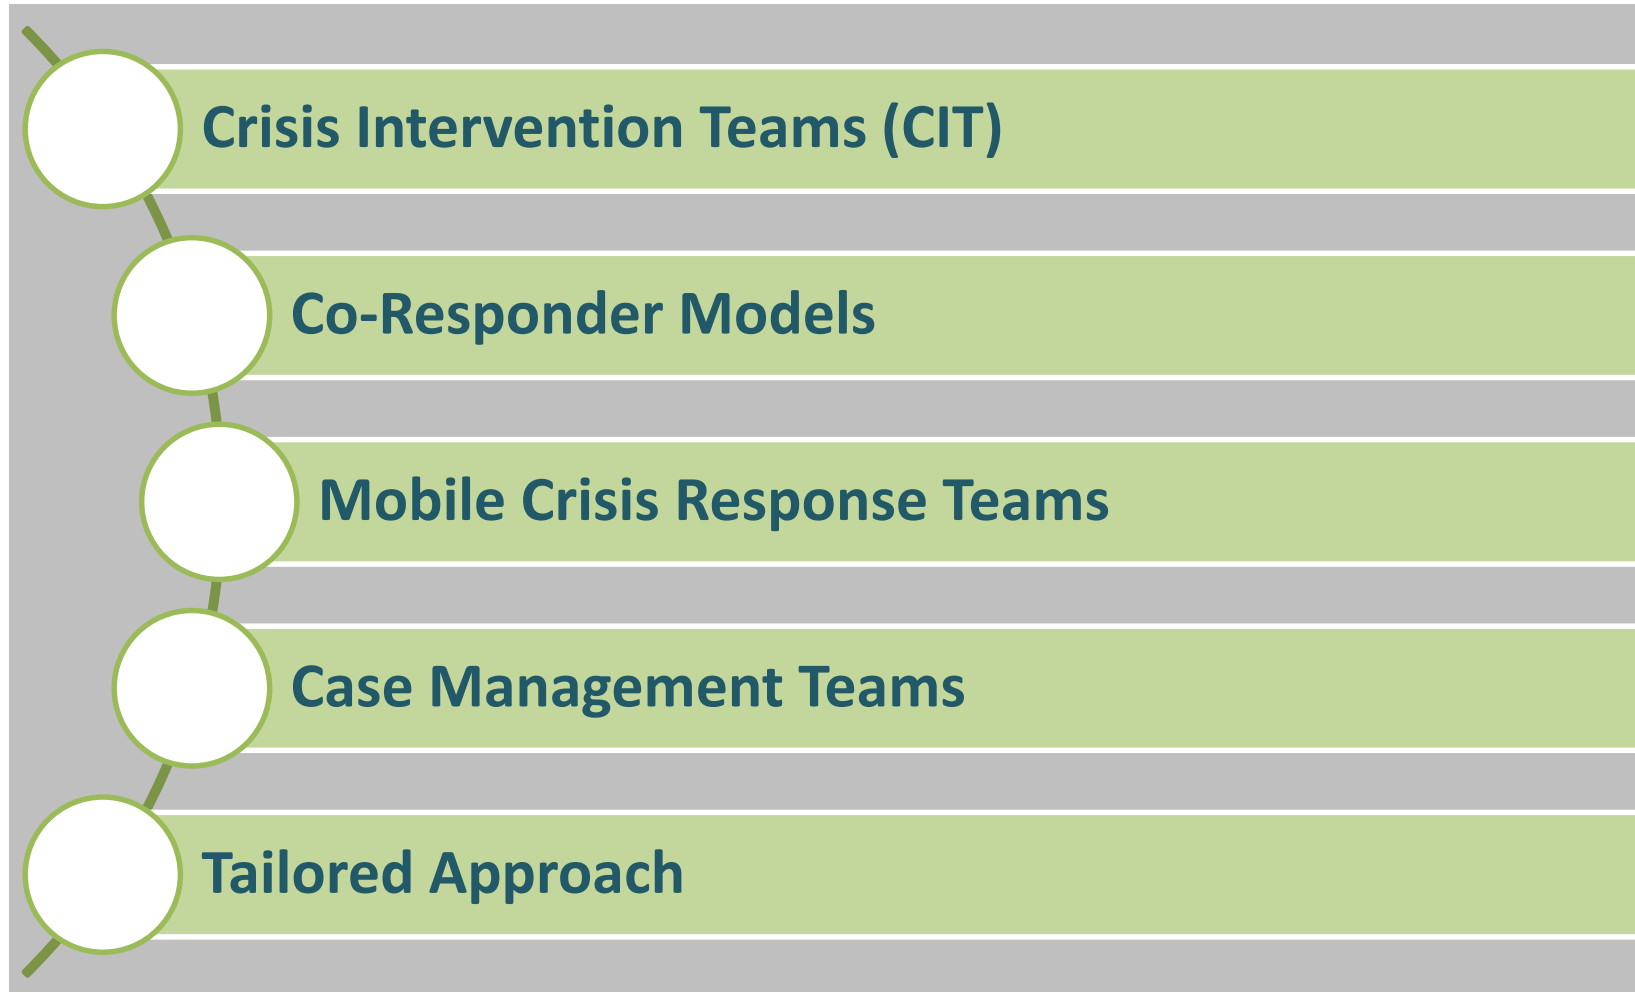 Crisis Intervention Teams (CIT)
Co-Responder Models
Mobile Crisis Response Teams
Case Management Teams
Tailored Approach